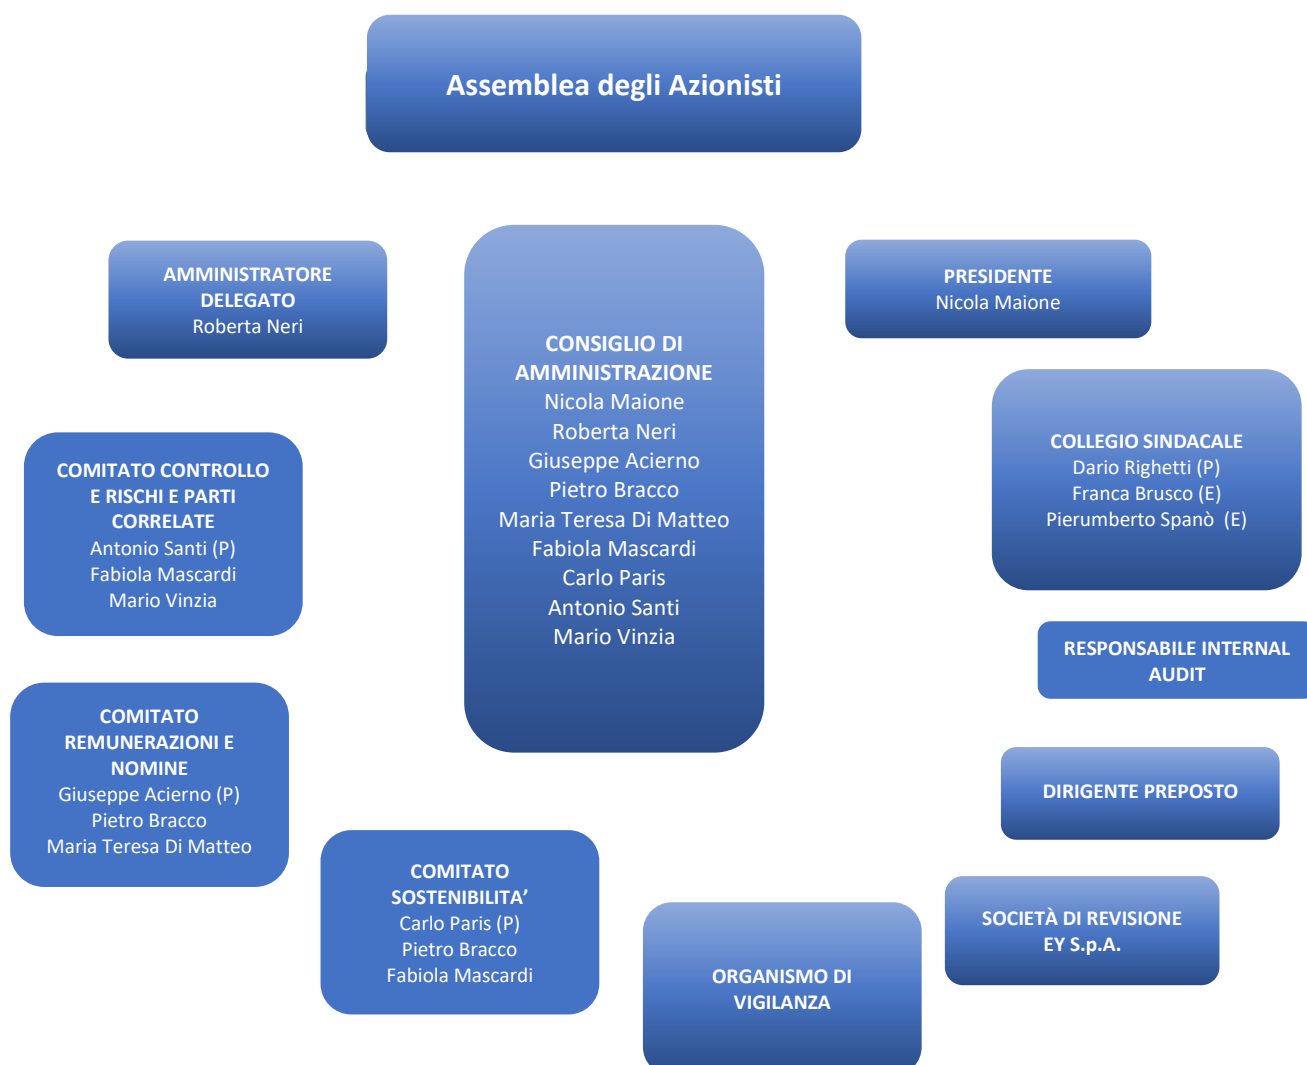 Assemblea degli Azionisti
AMMINISTRATORE
DELEGATO
Roberta Neri
CONSIGLIO DI
AMMINISTRAZIONE
Nicola Maione
Roberta Neri
Giuseppe Acierno
Pietro Bracco
Maria Teresa Di Matteo
Fabiola Mascardi
Carlo Paris
Antonio Santi
Mario Vinzia
PRESIDENTE
Nicola Maione
COLLEGIO SINDACALE
Dario Righetti (P)
Franca Brusco (E)
Pierumberto Spanò (E)
COMITATO CONTROLLO
E RISCHI E PARTI
CORRELATE
Antonio Santi (P)
Fabiola Mascardi
Mario Vinzia
RESPONSABILE INTERNAL
AUDIT
COMITATO
REMUNERAZIONI E
NOMINE
Giuseppe Acierno (P)
Pietro Bracco
Maria Teresa Di Matteo
DIRIGENTE PREPOSTO
COMITATO
SOSTENIBILITA’
Carlo Paris (P)
Pietro Bracco
Fabiola Mascardi
SOCIETÀ DI REVISIONE
EY S.p.A.
ORGANISMO DI
VIGILANZA